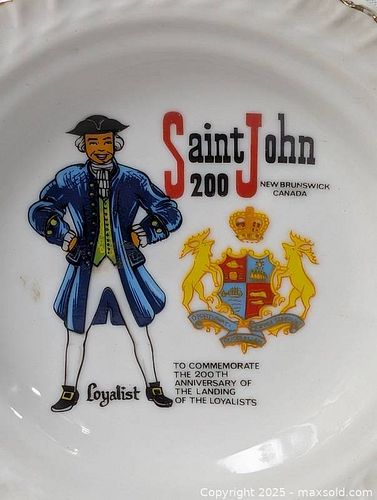 Saint John
200
NEW BRUNSWICK
CANADA
Loyalist
TO COMMEMORATE
THE 200TH
ANNIVERSARY OF
THE LANDING
OF THE LOYALISTS
Copyright 2025 - maxsold.com